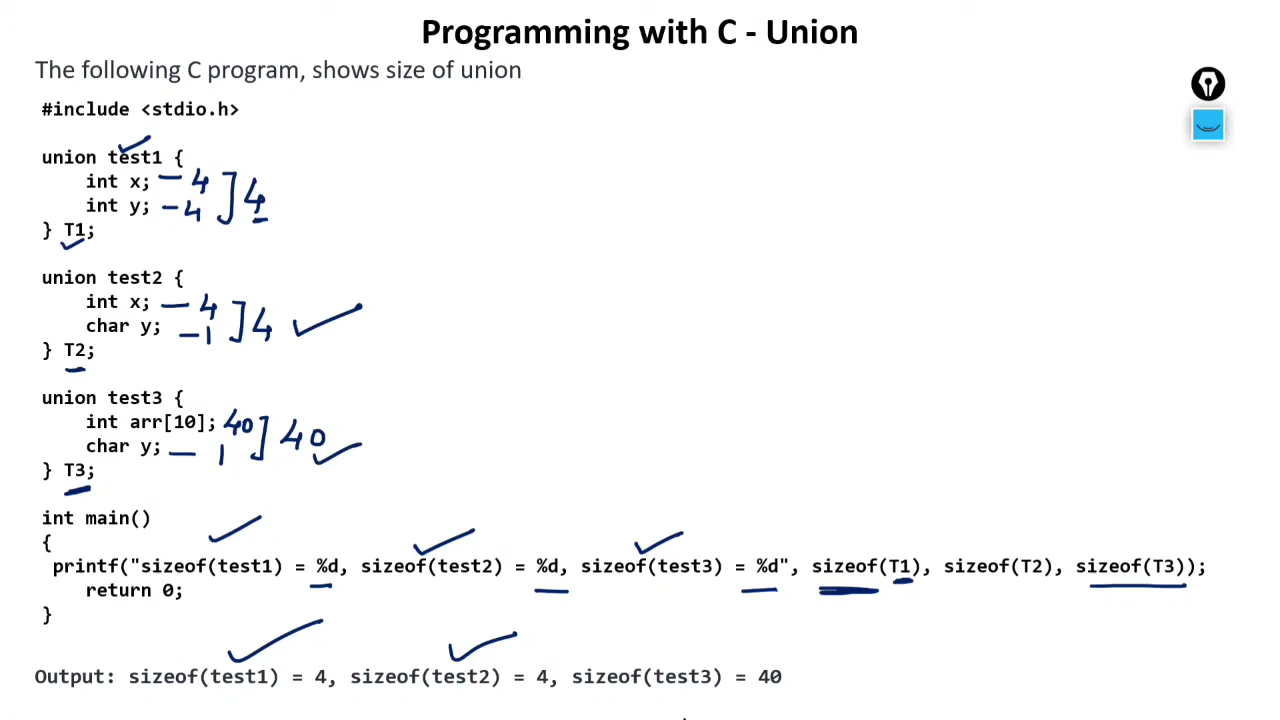 Programming with C - Union
The following C program, shows size of union
#include <stdio.h>
union test1 {
int x; — 4
int y; — 4 ] 4
} T1;
union test2 {
int x; — 4
char y; — 1 ] 4
} T2;
union test3 {
int arr[10]; 40
char y; — 1 ] 40
} T3;
int main()
{
printf("sizeof(test1) = %d, sizeof(test2) = %d, sizeof(test3) = %d", sizeof(T1), sizeof(T2), sizeof(T3));
return 0;
}
Output: sizeof(test1) = 4, sizeof(test2) = 4, sizeof(test3) = 40